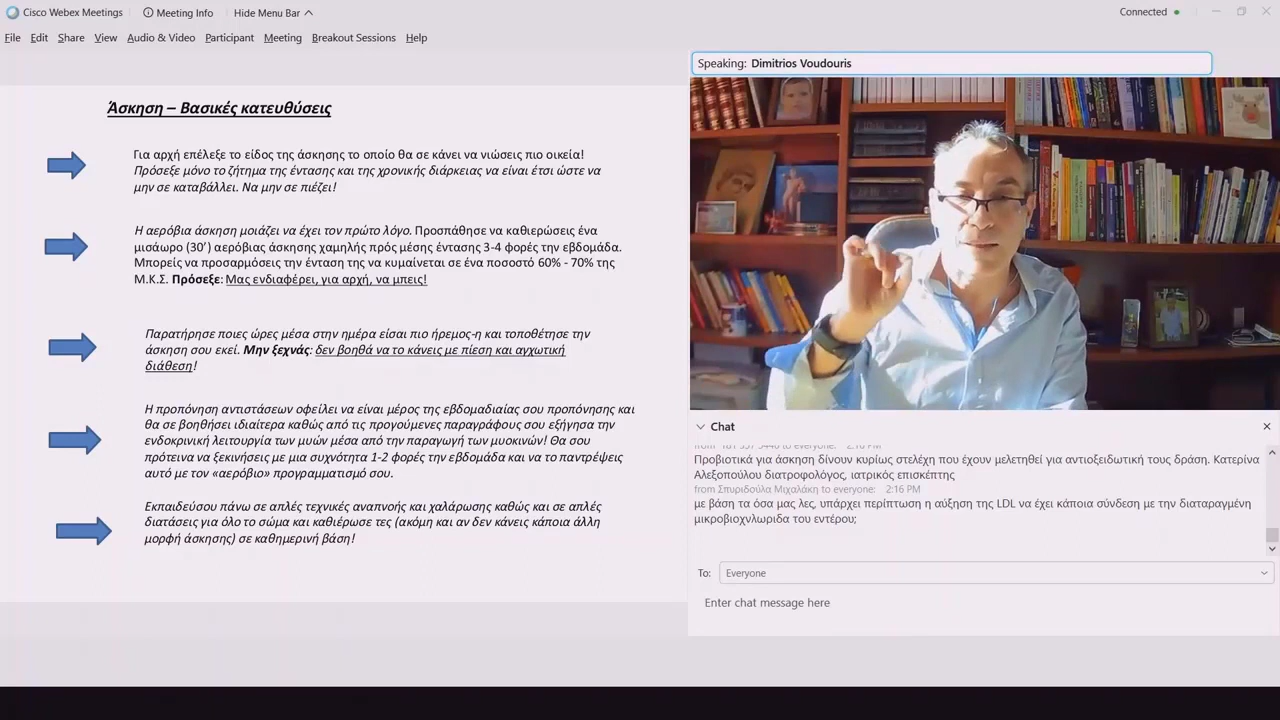 Cisco Webex Meetings
Meeting Info
Hide Menu Bar
Connected
File Edit Share View Audio & Video Participant Meeting Breakout Sessions Help
Speaking: Dimitrios Voudouris
Άσκηση – Βασικές κατευθύσεις
Για αρχή επέλεξε το είδος της άσκησης το οποίο θα σε κάνει να νιώσεις πιο οικεία!
Πρόσεξε μόνο το ζήτημα της έντασης και της χρονικής διάρκειας να είναι έτσι ώστε να
μην σε καταβάλλει. Να μην σε πιέζει!
Η αερόβια άσκηση μοιάζει να έχει τον πρώτο λόγο. Προσπάθησε να καθιερώσεις ένα
μισάωρο (30’) αερόβιας άσκησης χαμηλής πρός μέσης έντασης 3-4 φορές την εβδομάδα.
Μπορείς να προσαρμόσεις την ένταση της να κυμαίνεται σε ένα ποσοστό 60% - 70% της
Μ.Κ.Σ. Πρόσεξε: Μας ενδιαφέρει, για αρχή, να μπεις!
Παρατήρησε ποιες ώρες μέσα στην ημέρα είσαι πιο ήρεμος-η και τοποθέτησε την
άσκηση σου εκεί. Μην ξεχνάς: δεν βοηθά να το κάνεις με πίεση και αγχωτική
διάθεση!
Η προπόνηση αντιστάσεων οφείλει να είναι μέρος της εβδομαδιαίας σου προπόνησης και
θα σε βοηθήσει ιδιαίτερα καθώς από τις προγούμενες παραγράφους σου εξήγησα την
ενδοκρινική λειτουργία των μυών μέσα από την παραγωγή των μυοκινών! Θα σου
πρότεινα να ξεκινήσεις με μια συχνότητα 1-2 φορές την εβδομάδα και να το παντρέψεις
αυτό με τον «αερόβιο» προγραμματισμό σου.
Εκπαιδεύσου πάνω σε απλές τεχνικές αναπνοής και χαλάρωσης καθώς και σε απλές
διατάσεις για όλο το σώμα και καθιέρωσε τες (ακόμη και αν δεν κάνεις κάποια άλλη
μορφή άσκησης) σε καθημερινή βάση!
Chat
Προβιοτικά για άσκηση δίνουν κυρίως στελέχη που έχουν μελετηθεί για αντιοξειδωτική τους δράση. Κατερίνα
Αλεξοπούλου διατροφολόγος, ιατρικός επισκέπτης
from Σπυριδούλα Μιχαλάκη to everyone: 2:16 PM
με βάση τα όσα μας λες, υπάρχει περίπτωση η αύξηση της LDL να έχει κάποια σύνδεση με την διαταραγμένη
μικροβιοχνλωριδα του εντέρου;
To: Everyone
Enter chat message here